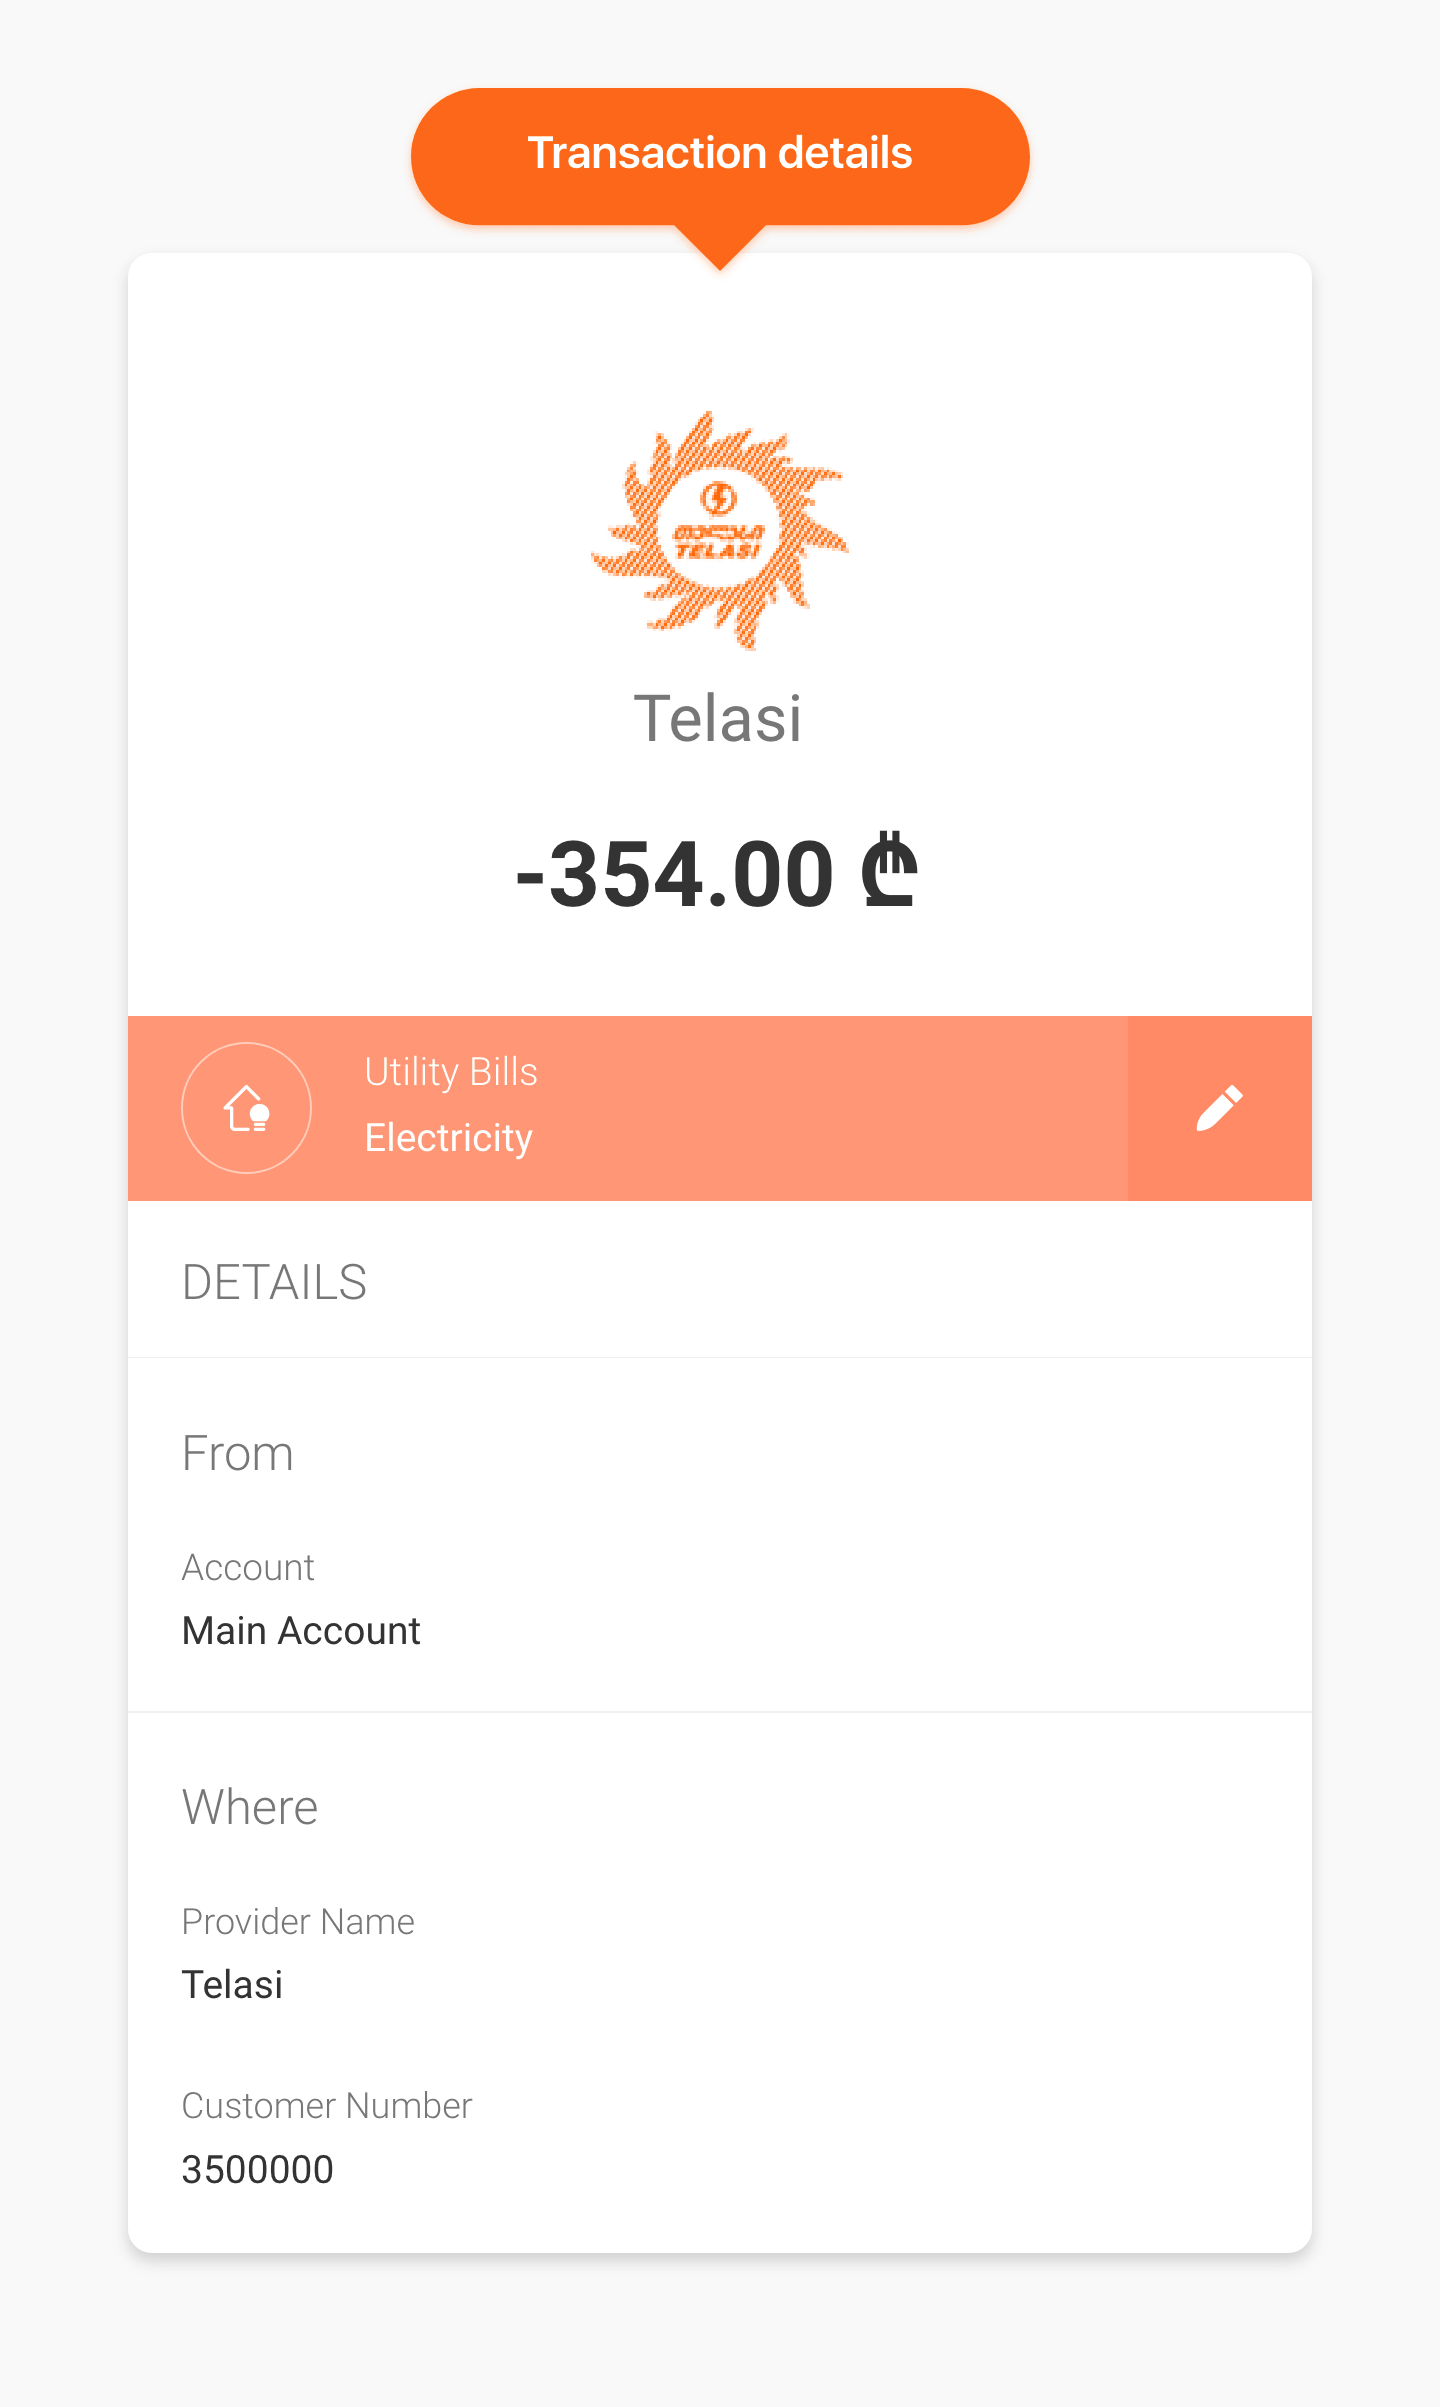 Transaction details
თელასი
TELASI
Telasi
-354.00 ₾
Utility Bills
Electricity
DETAILS
From
Account
Main Account
Where
Provider Name
Telasi
Customer Number
3500000